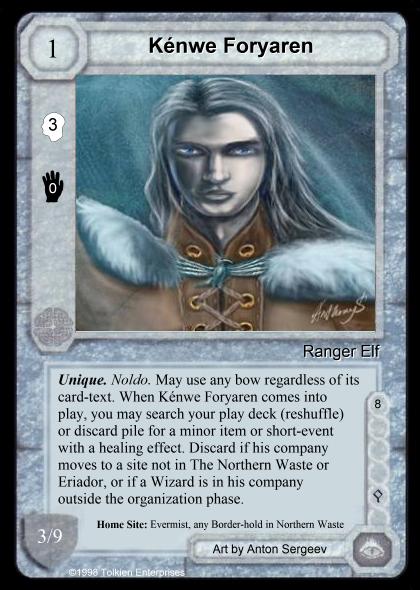 1
Kénwe Foryaren
3
0
Ranger Elf
Unique. Noldo. May use any bow regardless of its
card-text. When Kénwe Foryaren comes into
play, you may search your play deck (reshuffle)
or discard pile for a minor item or short-event
with a healing effect. Discard if his company
moves to a site not in The Northern Waste or
Eriador, or if a Wizard is in his company
outside the organization phase.
8
Home Site: Evermist, any Border-hold in Northern Waste
3/9
Art by Anton Sergeev
©1998 Tolkien Enterprises